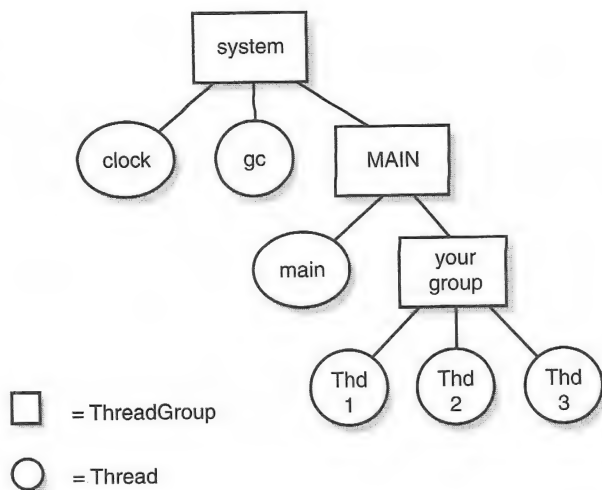 system
clock
gc
MAIN
main
your
group
Thd
1
Thd
2
Thd
3
= ThreadGroup
= Thread